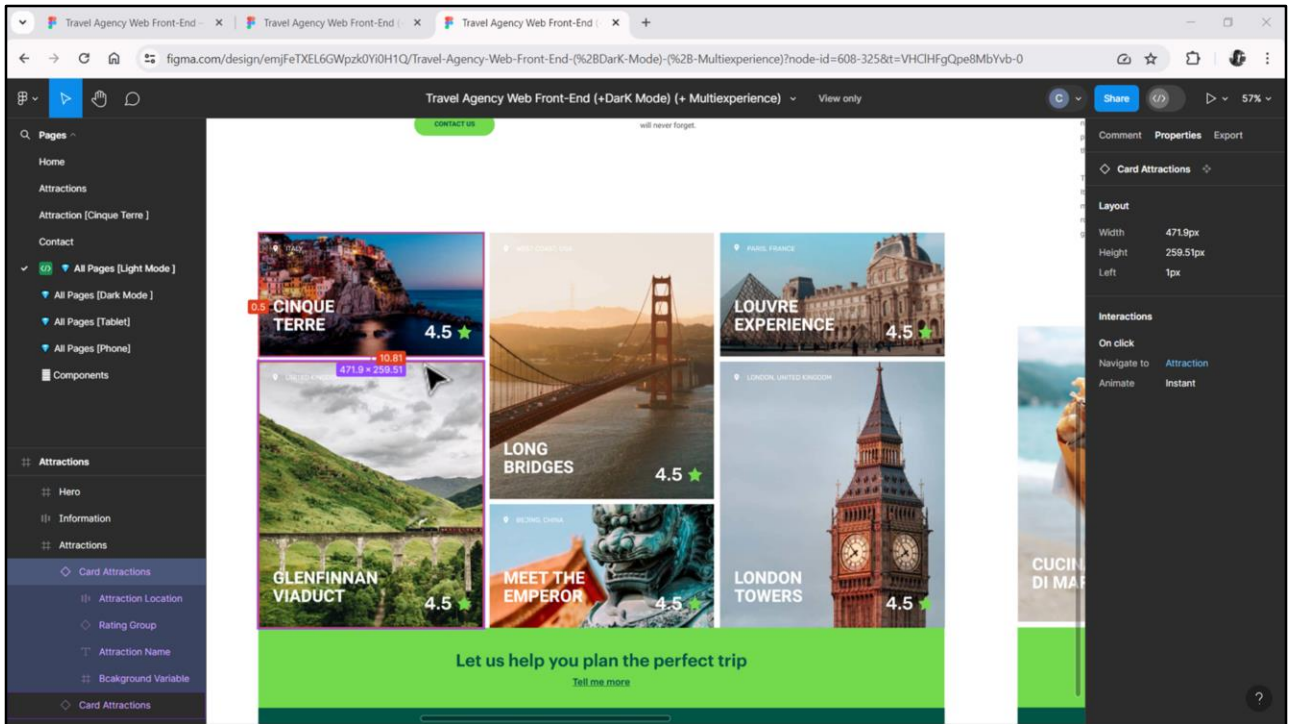 Travel Agency Web Front-End -
Travel Agency Web Front-End (
Travel Agency Web Front-End (
figma.com/design/emjFeTXEL6GWpzk0Yi0H1Q/Travel-Agency-Web-Front-End-(%2BDarK-Mode)-(%2B-Multiexperience)?node-id=608-325&t=VHClHFgQpe8MbYvb-0
Travel Agency Web Front-End (+DarK Mode) (+ Multiexperience)
View only
C
Share
57%
Pages
Home
Attractions
Attraction [Cinque Terre ]
Contact
All Pages [Light Mode ]
All Pages [Dark Mode ]
All Pages [Tablet]
All Pages [Phone]
Components
Attractions
Hero
Information
Attractions
Card Attractions
Attraction Location
Rating Group
Attraction Name
Bcakground Variable
Card Attractions
CONTACT US
will never forget.
ITALY
CINQUE
TERRE
4.5
0.5
10.81
471.9 × 259.51
UNITED KINGDOM
GLENFINNAN
VIADUCT
4.5
WEST COAST, USA
LONG
BRIDGES
4.5
BEIJING, CHINA
MEET THE
EMPEROR
4.5
PARIS, FRANCE
LOUVRE
EXPERIENCE
4.5
LONDON, UNITED KINGDOM
LONDON
TOWERS
4.5
CUCIN
DI MAR
Let us help you plan the perfect trip
Tell me more
Comment Properties Export
Card Attractions
Layout
Width 471.9px
Height 259.51px
Left 1px
Interactions
On click
Navigate to Attraction
Animate Instant
?